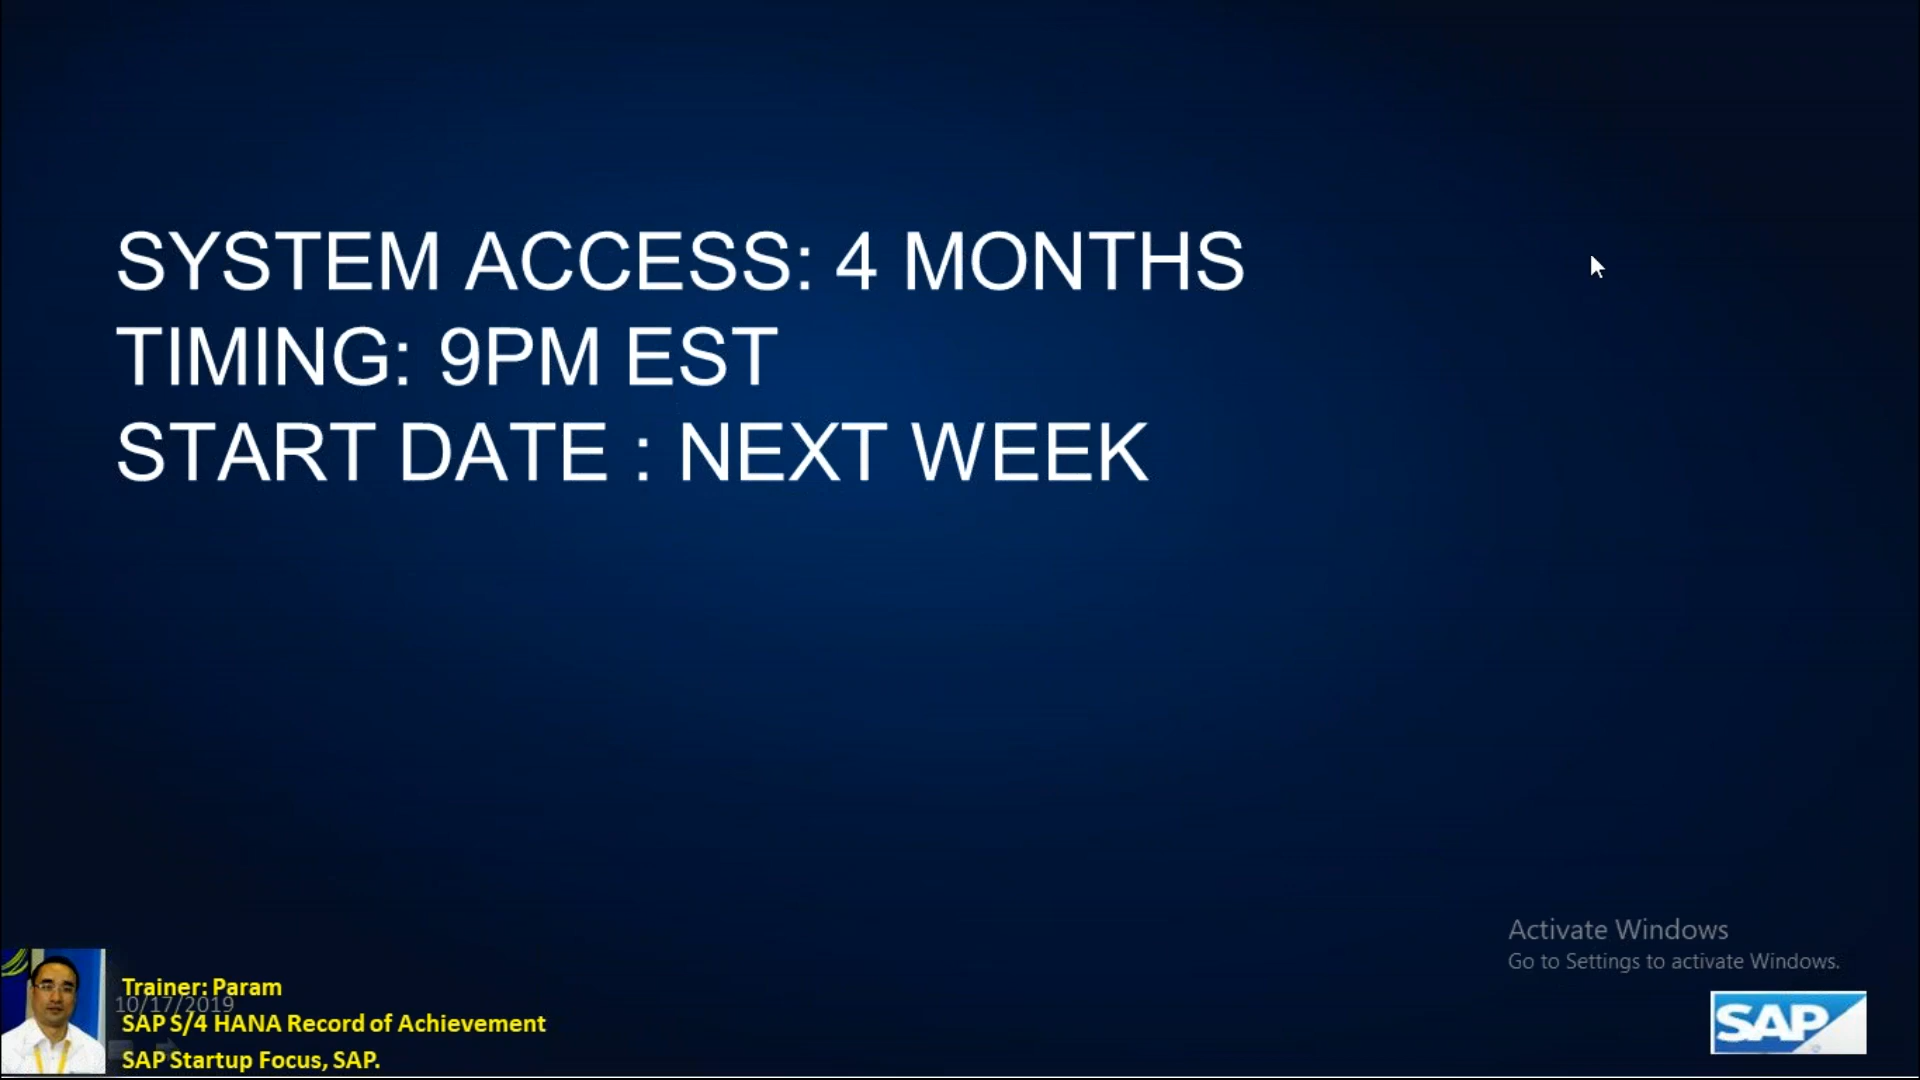 SYSTEM ACCESS: 4 MONTHS
TIMING: 9PM EST
START DATE : NEXT WEEK
Activate Windows
Go to Settings to activate Windows.
Trainer: Param
10/17/2019
SAP S/4 HANA Record of Achievement
SAP Startup Focus, SAP.
SAP